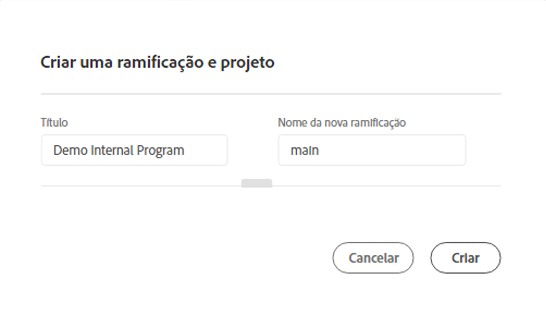 Criar uma ramificação e projeto
Título
Nome da nova ramificação
Demo Internal Program
main
Cancelar
Criar